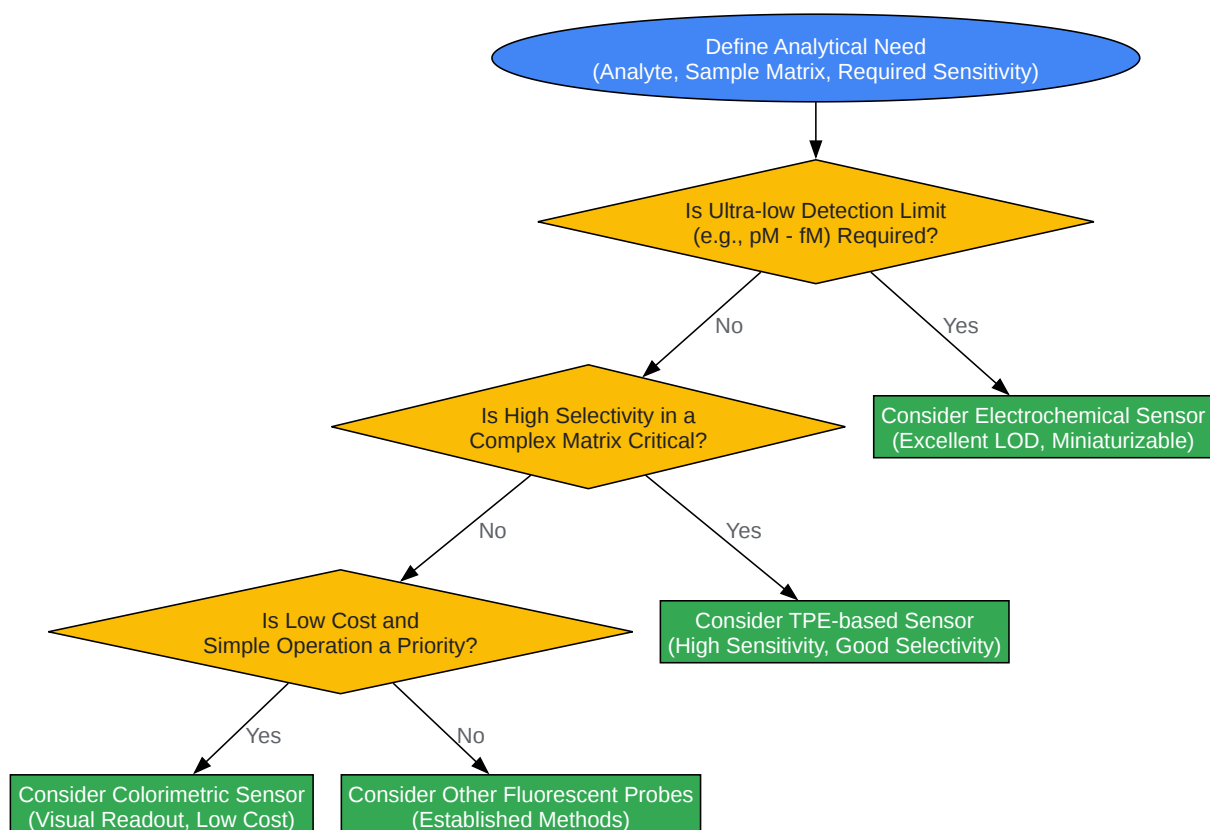 Define Analytical Need
(Analyte, Sample Matrix, Required Sensitivity)
Is Ultra-low Detection Limit
(e.g., pM - fM) Required?
No
Yes
Is High Selectivity in a
Complex Matrix Critical?
Consider Electrochemical Sensor
(Excellent LOD, Miniaturizable)
No
Yes
Is Low Cost and
Simple Operation a Priority?
Consider TPE-based Sensor
(High Sensitivity, Good Selectivity)
Yes
No
Consider Colorimetric Sensor
(Visual Readout, Low Cost)
Consider Other Fluorescent Probes
(Established Methods)